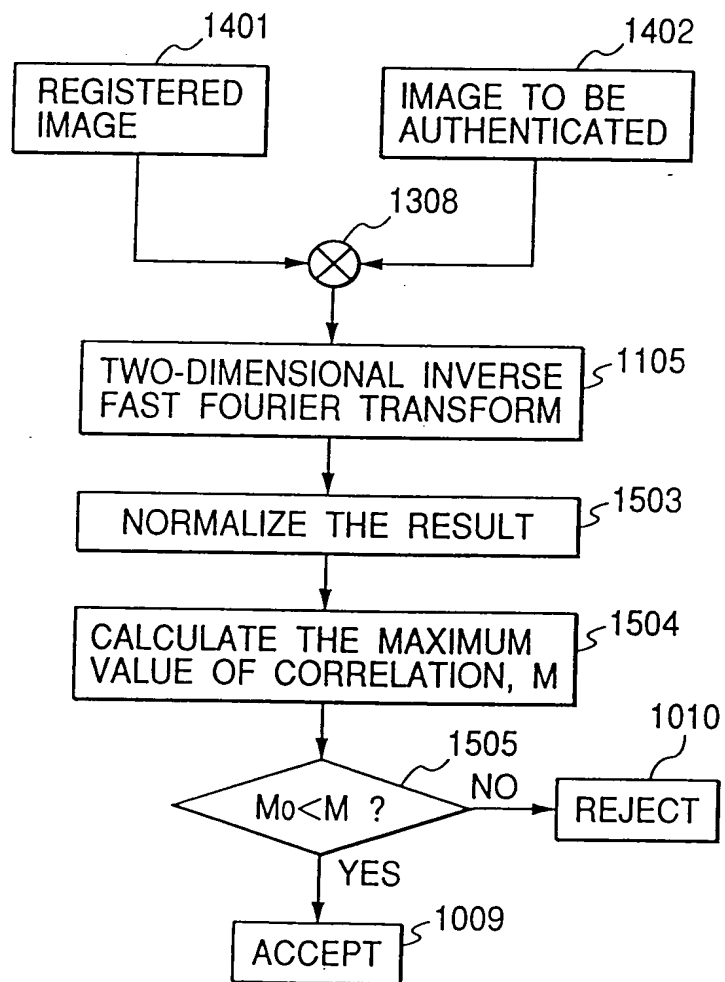 1401
1402
REGISTERED
IMAGE
IMAGE TO BE
AUTHENTICATED
1308
TWO-DIMENSIONAL INVERSE
FAST FOURIER TRANSFORM
1105
NORMALIZE THE RESULT
1503
CALCULATE THE MAXIMUM
VALUE OF CORRELATION, M
1504
1505
1010
M0<M ?
NO
REJECT
YES
1009
ACCEPT